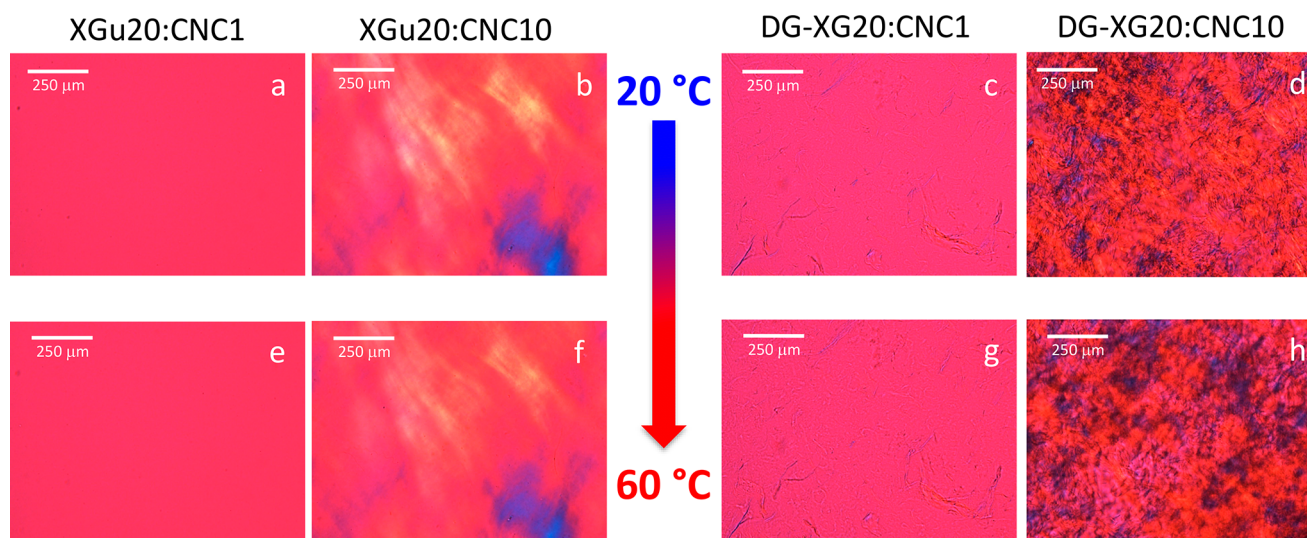 XGu20:CNC1
XGu20:CNC10
DG-XG20:CNC1
DG-XG20:CNC10
250 µm
a
250 µm
b
20 °C
250 µm
c
250 µm
d
250 µm
e
250 µm
f
60 °C
250 µm
g
250 µm
h